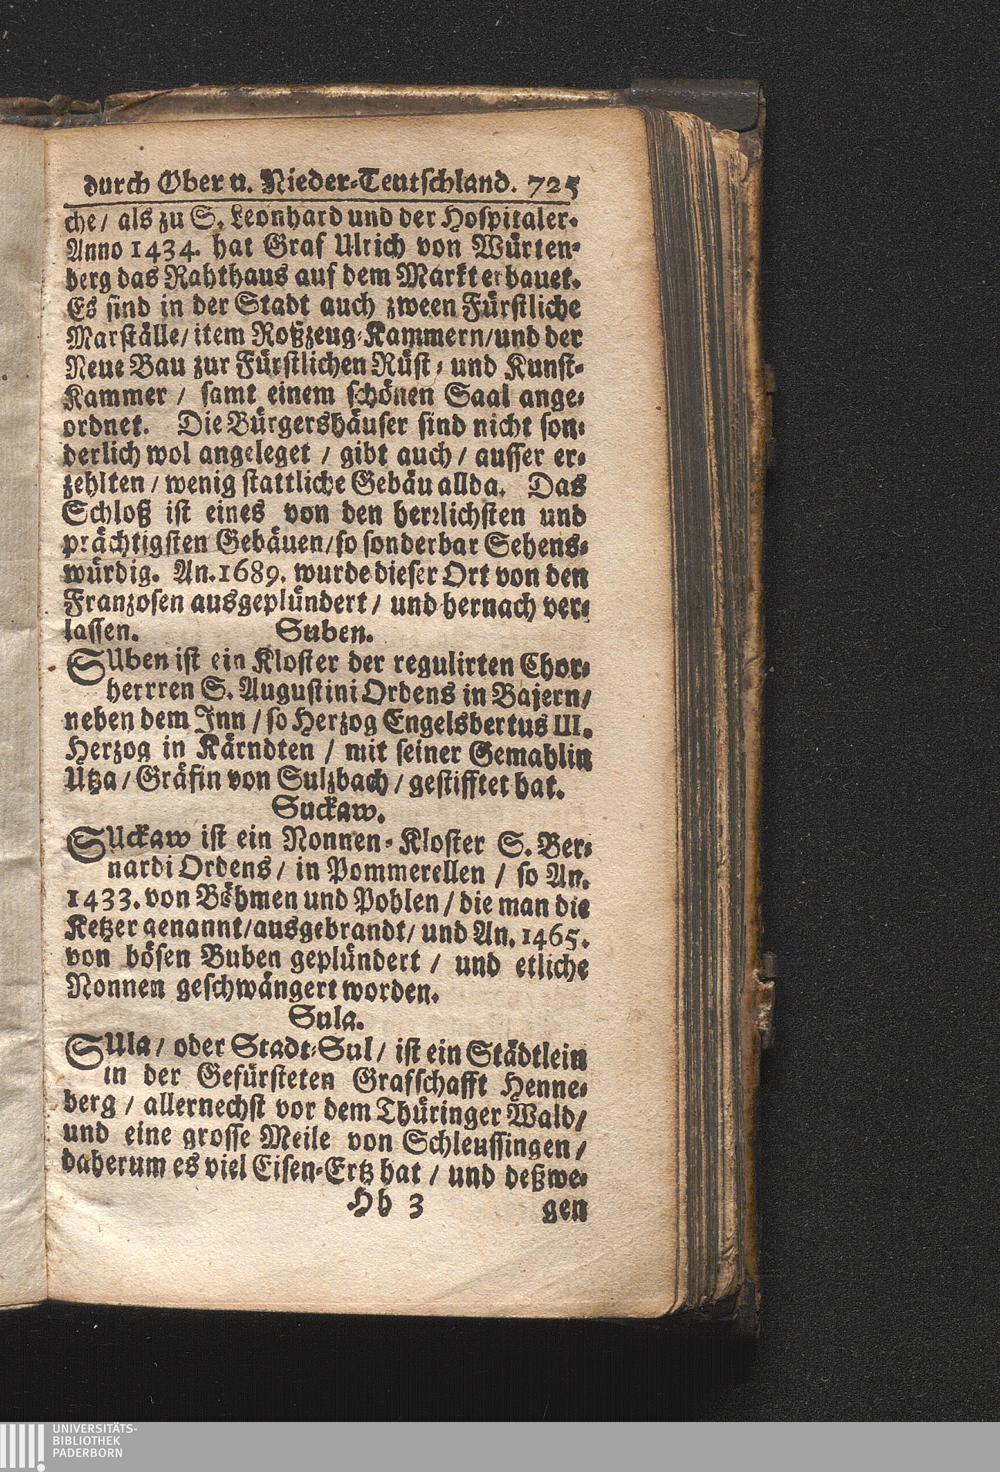 durch Ober u. Nieder-Teutschland. 725
che / als zu S. Leonhard und der Hospitaler.
Anno 1434. hat Graf Ulrich von Würten-
berg das Rahthaus auf dem Markt erbauet.
Es sind in der Stadt auch zween Fürstliche
Marställe / item Roßzeug-Kammern / und der
Neue Bau zur Fürstlichen Rüst- und Kunst-
Kammer / samt einem schönen Saal ange-
ordnet. Die Bürgershäuser sind nicht son-
derlich wol angeleget / gibt auch / ausser er-
zehlten / wenig stattliche Gebäu allda. Das
Schloß ist eines von den herzlichsten und
prächtigsten Gebäuen / so sonderbar Sehens-
würdig. An. 1689. wurde dieser Ort von den
Franzosen ausgeplündert / und hernach ver-
lassen. Suben.
SUben ist ein Kloster der regulirten Chor-
herrren S. Augustini Ordens in Bajern /
neben dem Inn / so Herzog Engelsbertus III.
Herzog in Kärndten / mit seiner Gemahlin
Utza / Gräfin von Sulzbach / gestifftet hat.
Suckaw.
SUckaw ist ein Nonnen-Kloster S. Ber-
nardi Ordens / in Pommerellen / so An.
1433. von Böhmen und Pohlen / die man die
Ketzer genannt / ausgebrandt / und An. 1465.
von bösen Buben geplündert / und etliche
Nonnen geschwängert worden.
Sula.
SUla / oder Stadt-Sul / ist ein Städtlein
in der Gefürsteten Grafschafft Henne-
berg / allernechst vor dem Thüringer Wald /
und eine grosse Meile von Schleussingen /
daherum es viel Eisen-Ertz hat / und deßwe-
Hh 3 gen
UNIVERSITÄTS-
BIBLIOTHEK
PADERBORN